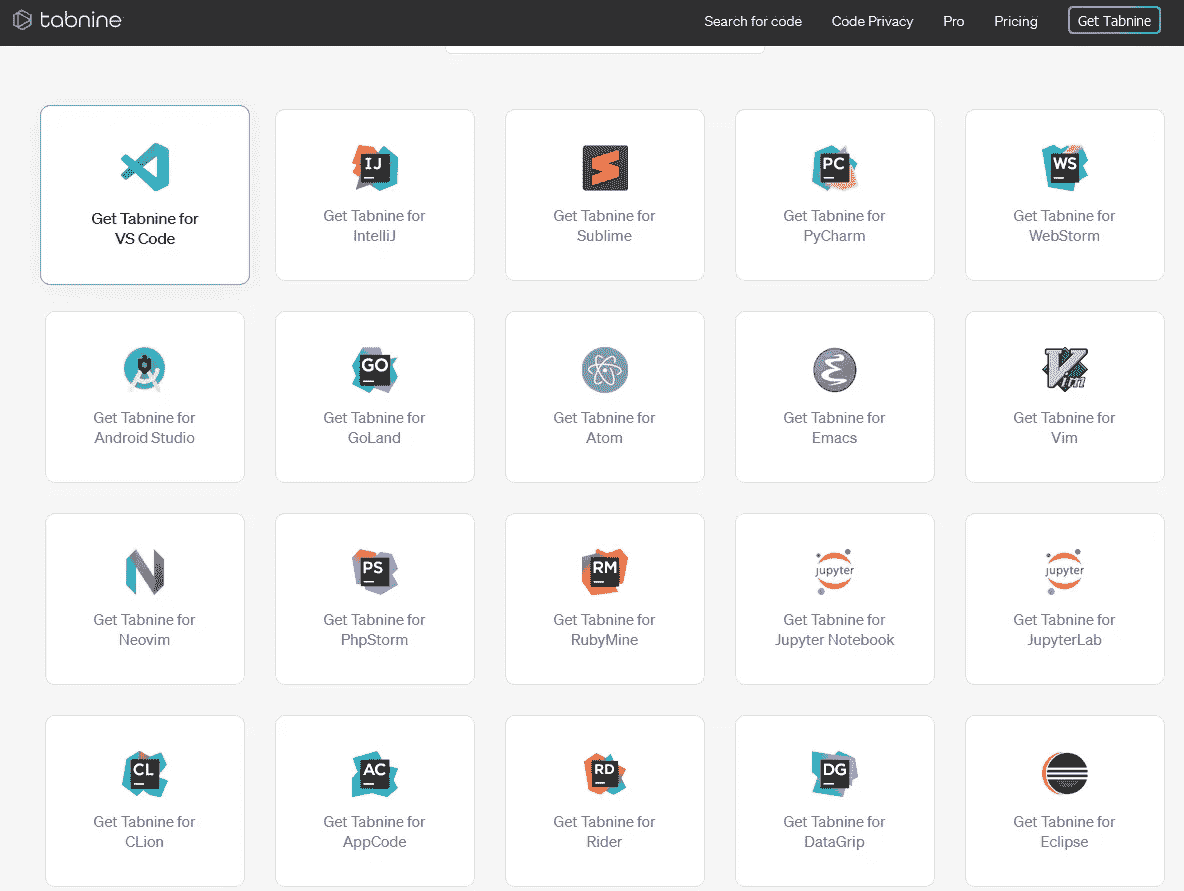 tabnine
Search for code
Code Privacy
Pro
Pricing
Get Tabnine
Get Tabnine for
VS Code
IJ
Get Tabnine for
IntelliJ
Get Tabnine for
Sublime
PC
Get Tabnine for
PyCharm
WS
Get Tabnine for
WebStorm
Get Tabnine for
Android Studio
GO
Get Tabnine for
GoLand
Get Tabnine for
Atom
Get Tabnine for
Emacs
Vim
Get Tabnine for
Vim
Get Tabnine for
Neovim
PS
Get Tabnine for
PhpStorm
RM
Get Tabnine for
RubyMine
jupyter
Get Tabnine for
Jupyter Notebook
jupyter
Get Tabnine for
JupyterLab
CL
Get Tabnine for
CLion
AC
Get Tabnine for
AppCode
RD
Get Tabnine for
Rider
DG
Get Tabnine for
DataGrip
Get Tabnine for
Eclipse